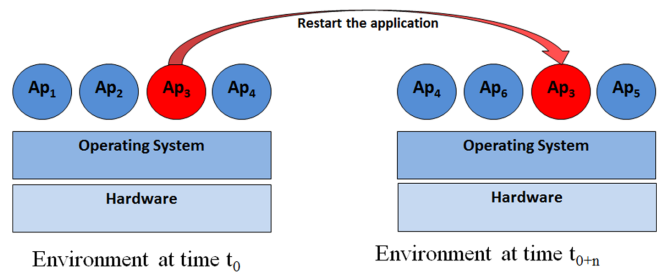 Restart the application
Ap1 Ap2 Ap3 Ap4
Operating System
Hardware
Environment at time t0
Ap4 Ap6 Ap3 Ap5
Operating System
Hardware
Environment at time t0+n